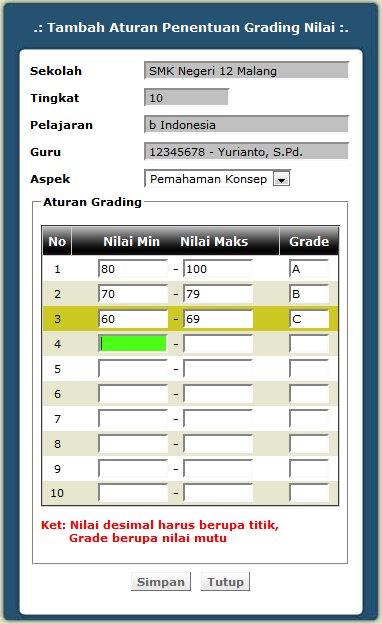 .: Tambah Aturan Penentuan Grading Nilai :.
Sekolah SMK Negeri 12 Malang
Tingkat 10
Pelajaran b Indonesia
Guru 12345678 - Yurianto, S.Pd.
Aspek Pemahaman Konsep
Aturan Grading
No Nilai Min Nilai Maks Grade
1 80 - 100 A
2 70 - 79 B
3 60 - 69 C
4 -
5 -
6 -
7 -
8 -
9 -
10 -
Ket: Nilai desimal harus berupa titik,
Grade berupa nilai mutu
Simpan Tutup